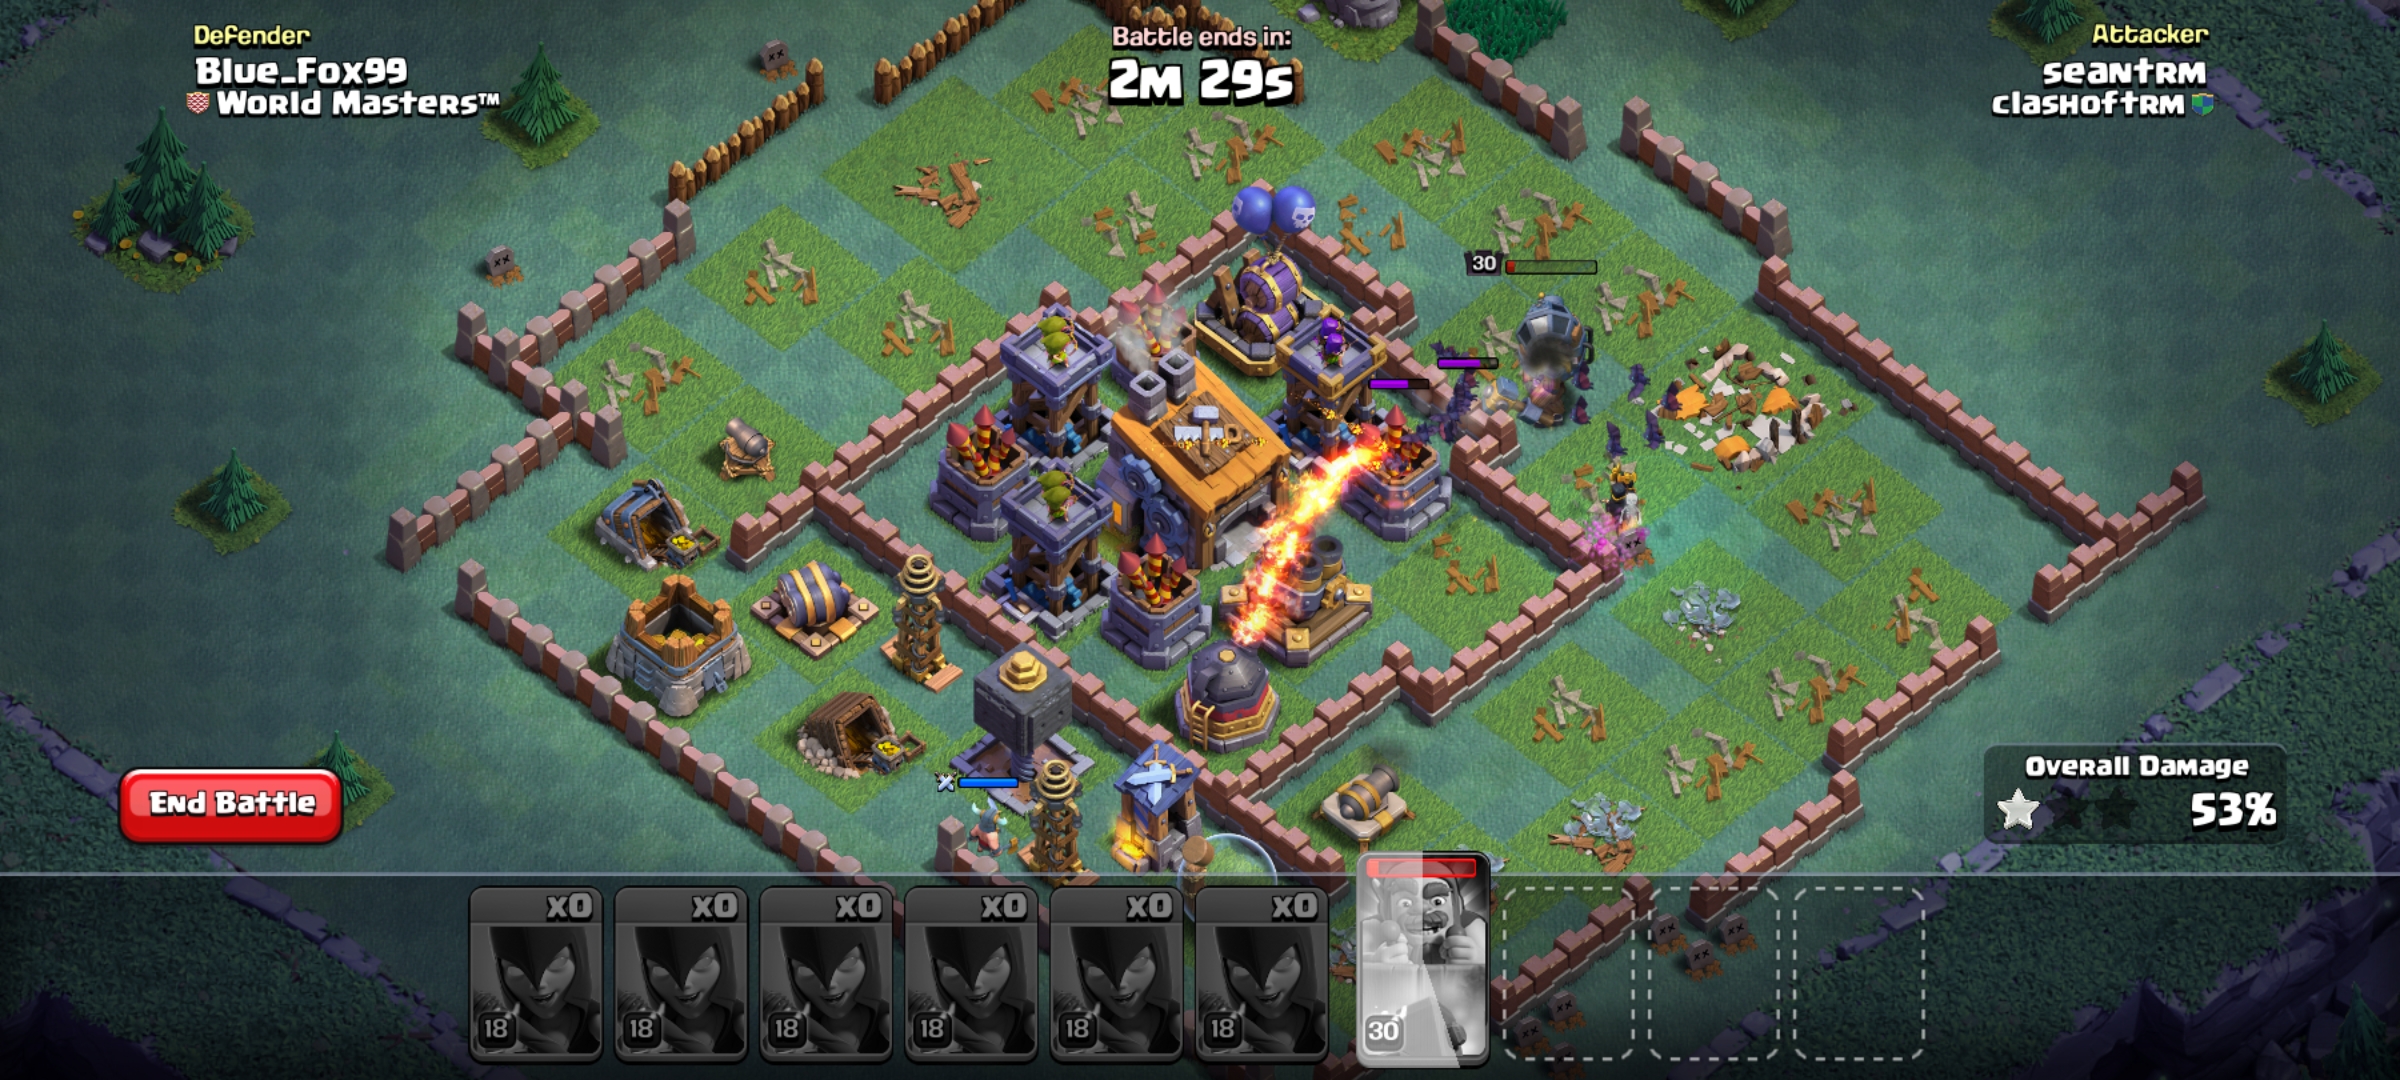 Defender
Blue_Fox99
World Masters™
Battle ends in:
2M 29s
Attacker
seantRM
clashoftRM
30
End Battle
Overall Damage
53%
x0
x0
x0
x0
x0
x0
18
18
18
18
18
18
30